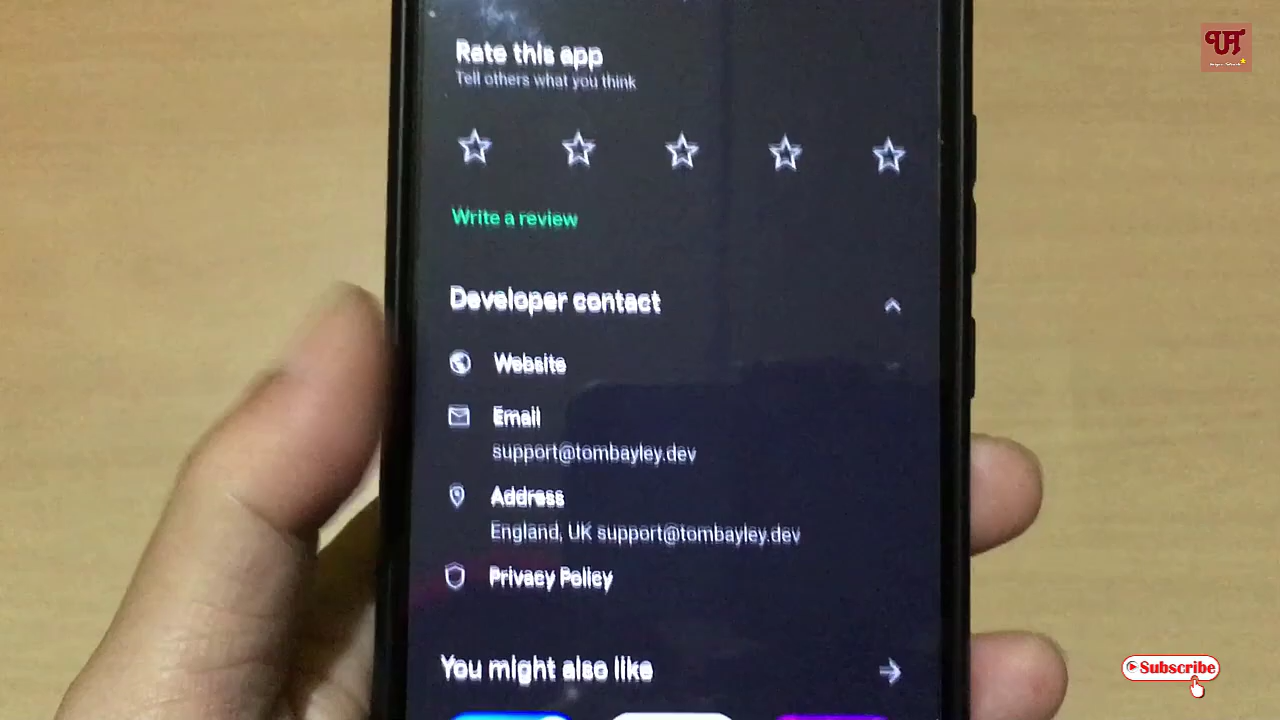 Rate this app
Tell others what you think
Write a review
Developer contact
Website
Email
support@tombayley.dev
Address
England, UK support@tombayley.dev
Privacy Policy
You might also like
Subscribe